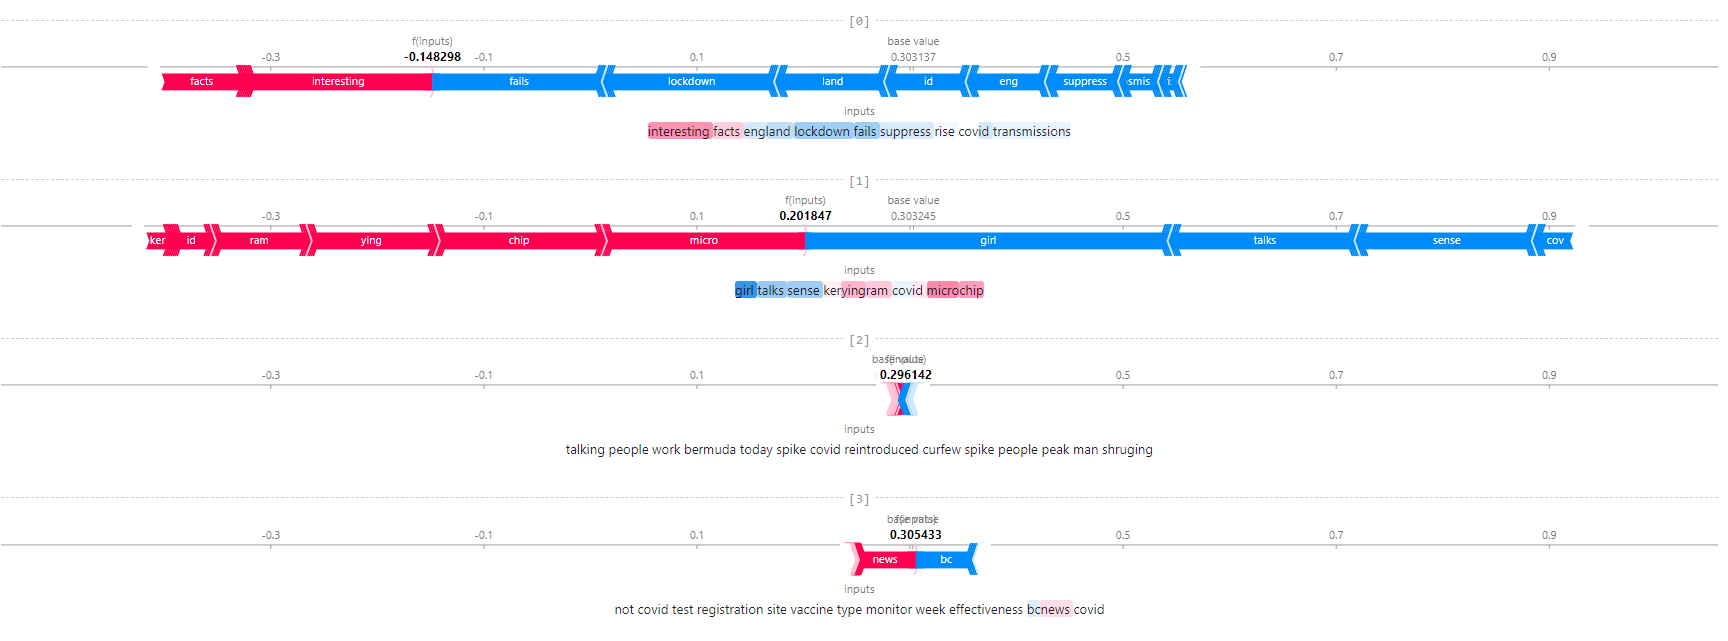 [0]
f(inputs) base value
-0.3 -0.148298 -0.1 0.1 0.303137 0.5 0.7 0.9
facts interesting fails lockdown land id eng suppress smis
inputs
interesting facts england lockdown fails suppress rise covid transmissions
[1]
f(inputs) base value
-0.3 -0.1 0.1 0.201847 0.303245 0.5 0.7 0.9
ker id ram ying chip micro girl talks sense cov
inputs
girl talks sense keryingram covid microchip
[2]
base value f(inputs)
-0.3 -0.1 0.1 0.296142 0.5 0.7 0.9
inputs
talking people work bermuda today spike covid reintroduced curfew spike people peak man shruging
[3]
base value f(inputs)
-0.3 -0.1 0.1 0.305433 0.5 0.7 0.9
news bc
inputs
not covid test registration site vaccine type monitor week effectiveness bcnews covid